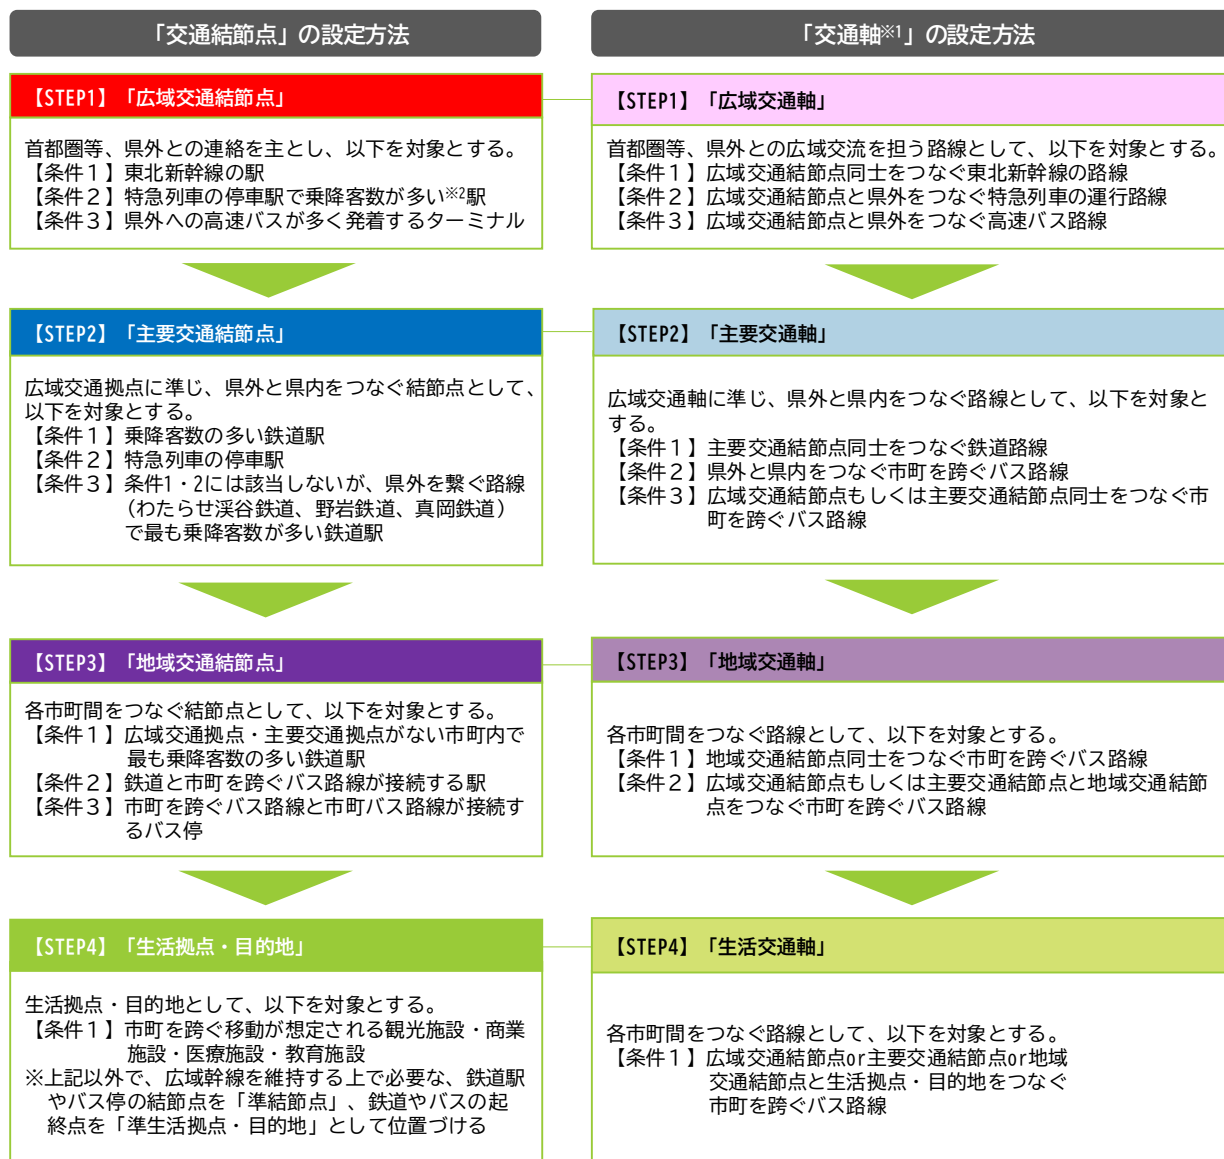 「交通結節点」の設定方法
【STEP1】「広域交通結節点」
首都圏等、県外との連絡を主とし、以下を対象とする。
【条件１】東北新幹線の駅
【条件２】特急列車の停車駅で乗降客数が多い※2駅
【条件３】県外への高速バスが多く発着するターミナル
【STEP2】「主要交通結節点」
広域交通拠点に準じ、県外と県内をつなぐ結節点として、
以下を対象とする。
【条件１】乗降客数の多い鉄道駅
【条件２】特急列車の停車駅
【条件３】条件1・2には該当しないが、県外を繋ぐ路線
（わたらせ渓谷鉄道、野岩鉄道、真岡鉄道）
で最も乗降客数が多い鉄道駅
【STEP3】「地域交通結節点」
各市町間をつなぐ結節点として、以下を対象とする。
【条件１】広域交通拠点・主要交通拠点がない市町内で
最も乗降客数の多い鉄道駅
【条件２】鉄道と市町を跨ぐバス路線が接続する駅
【条件３】市町を跨ぐバス路線と市町バス路線が接続す
るバス停
【STEP4】「生活拠点・目的地」
生活拠点・目的地として、以下を対象とする。
【条件１】市町を跨ぐ移動が想定される観光施設・商業
施設・医療施設・教育施設
※上記以外で、広域幹線を維持する上で必要な、鉄道駅
やバス停の結節点を「準結節点」、鉄道やバスの起
終点を「準生活拠点・目的地」として位置づける
「交通軸※1」の設定方法
【STEP1】「広域交通軸」
首都圏等、県外との広域交流を担う路線として、以下を対象とする。
【条件１】広域交通結節点同士をつなぐ東北新幹線の路線
【条件２】広域交通結節点と県外をつなぐ特急列車の運行路線
【条件３】広域交通結節点と県外をつなぐ高速バス路線
【STEP2】「主要交通軸」
広域交通軸に準じ、県外と県内をつなぐ路線として、以下を対象と
する。
【条件１】主要交通結節点同士をつなぐ鉄道路線
【条件２】県外と県内をつなぐ市町を跨ぐバス路線
【条件３】広域交通結節点もしくは主要交通結節点同士をつなぐ市
町を跨ぐバス路線
【STEP3】「地域交通軸」
各市町間をつなぐ路線として、以下を対象とする。
【条件１】地域交通結節点同士をつなぐ市町を跨ぐバス路線
【条件２】広域交通結節点もしくは主要交通結節点と地域交通結節
点をつなぐ市町を跨ぐバス路線
【STEP4】「生活交通軸」
各市町間をつなぐ路線として、以下を対象とする。
【条件１】広域交通結節点or主要交通結節点or地域
交通結節点と生活拠点・目的地をつなぐ
市町を跨ぐバス路線